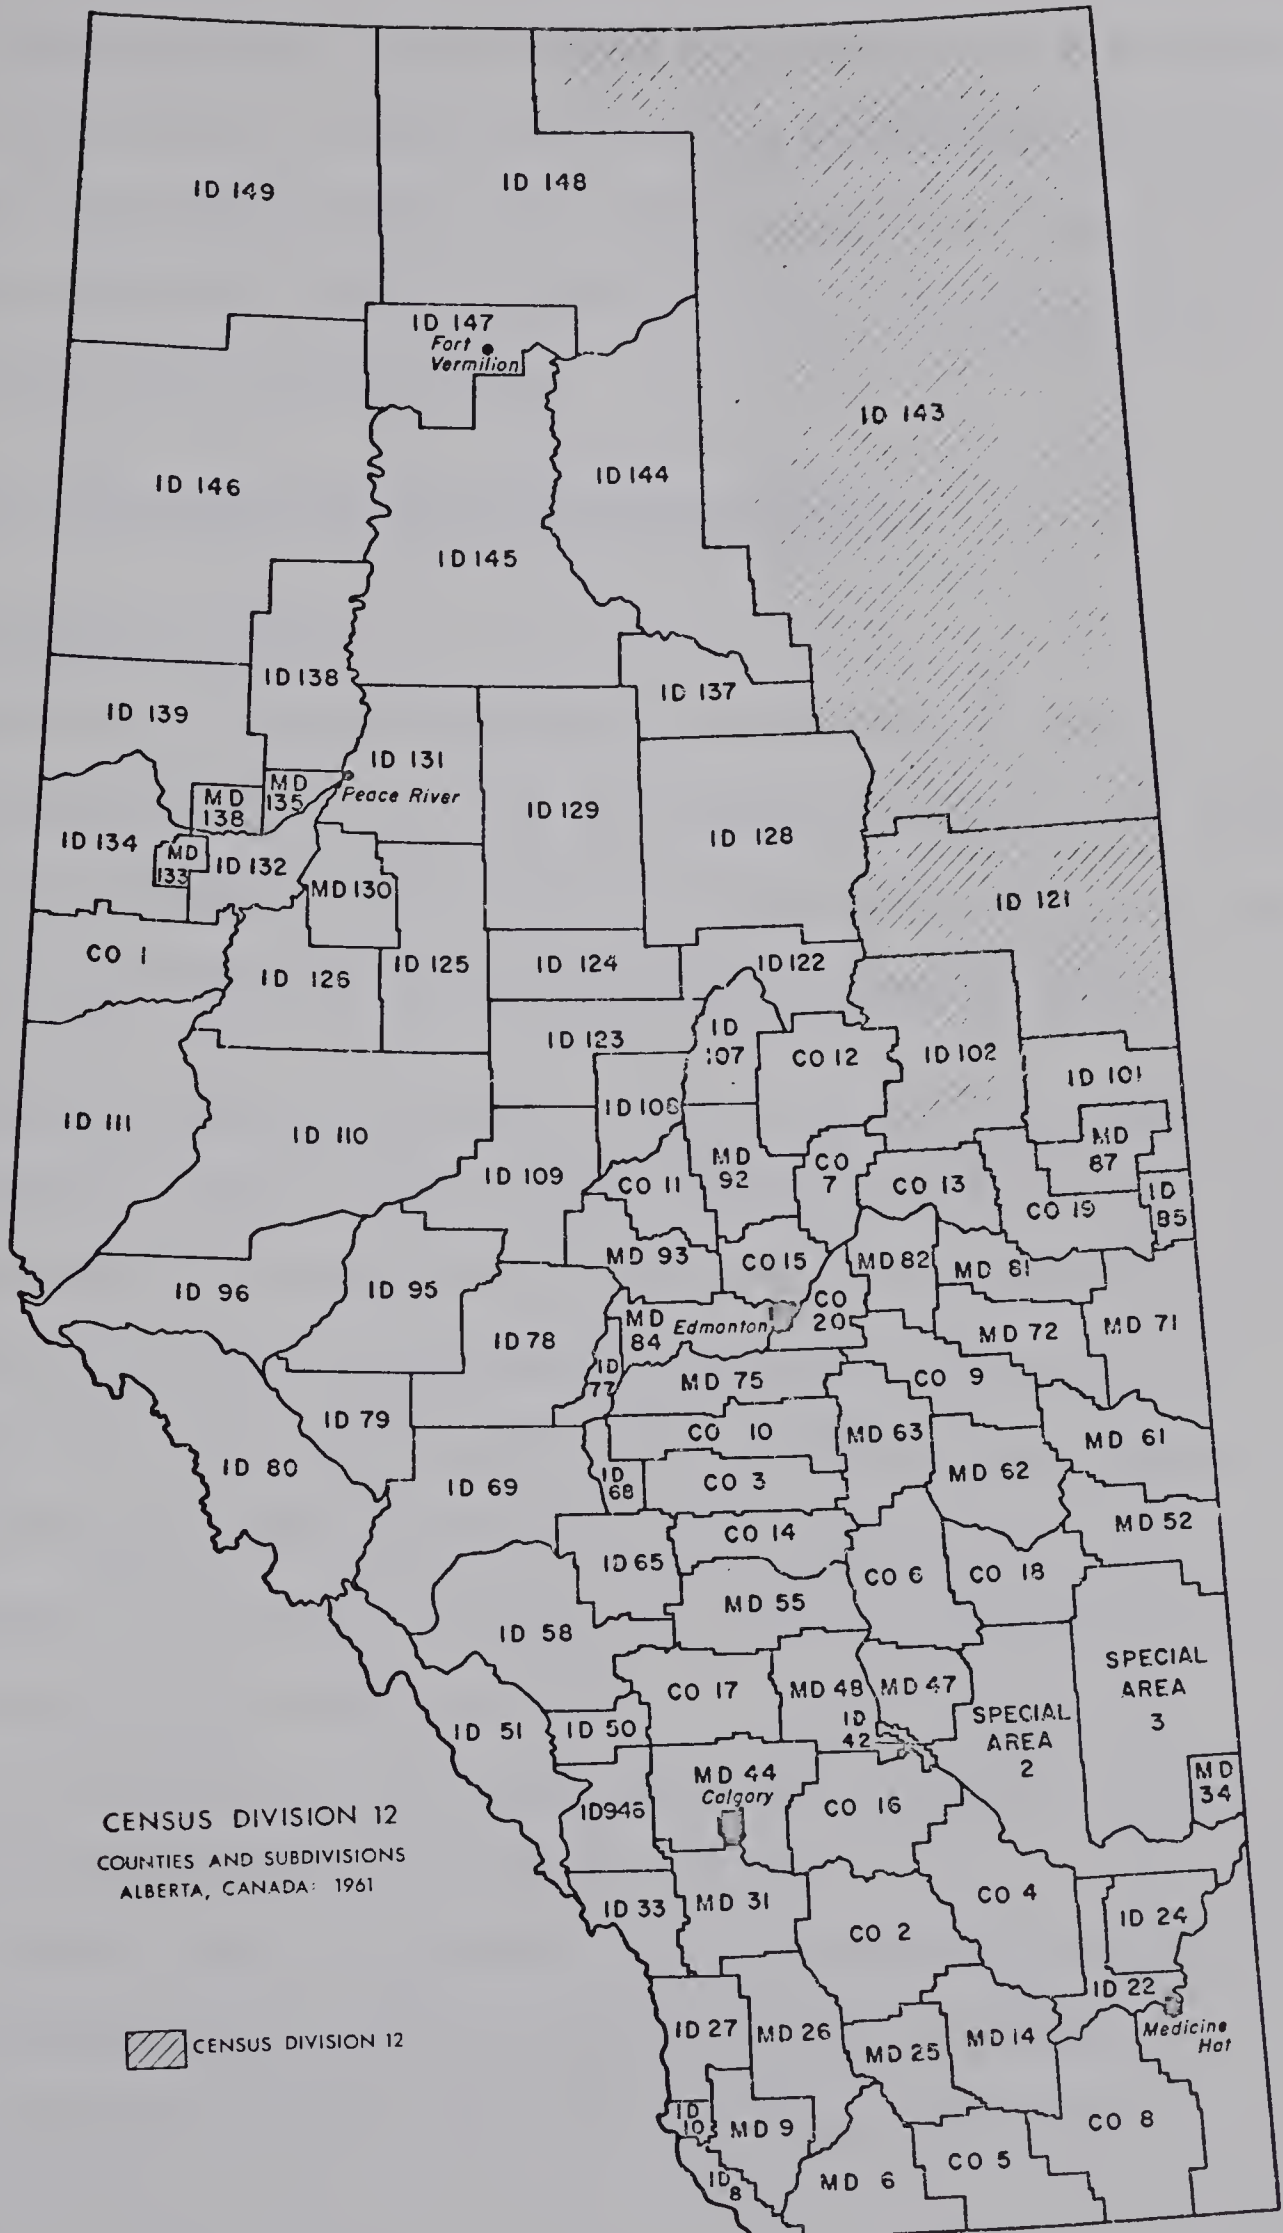 ID 149
ID 148
ID 147
Fort
Vermilion
ID 143
ID 146
ID 144
ID 145
ID 138
ID 137
ID 139
ID 131
MD
135
Peace River
MD
138
ID 129
ID 128
ID 134
MD
133
ID 132
MD 130
ID 121
CO 1
ID 126
ID 125
ID 124
ID 122
ID 123
ID
107
CO 12
ID 102
ID 101
ID 111
ID 110
ID 106
ID 109
MD
92
CO
7
MD
87
CO 11
CO 13
CO 19
ID
85
MD 93
CO 15
MD 82
MD 81
ID 96
ID 95
MD
84
Edmonton
CO
20
ID 78
MD 72
MD 71
ID
77
MD 75
CO 9
ID 79
CO 10
MD 63
MD 61
ID 80
ID 69
ID
68
CO 3
MD 62
MD 52
CO 14
ID 65
CO 6
CO 18
MD 55
ID 58
CO 17
MD 48
MD 47
SPECIAL
AREA
3
ID 51
ID 50
ID
42
SPECIAL
AREA
2
MD 44
Calgary
MD
34
ID946
CO 16
CENSUS DIVISION 12
COUNTIES AND SUBDIVISIONS
ALBERTA, CANADA: 1961
ID 33
MD 31
CO 4
CO 2
ID 24
ID 22
Medicine
Hat
ID 27
MD 26
MD 25
MD 14
CENSUS DIVISION 12
ID
10
MD 9
CO 8
ID
8
MD 6
CO 5